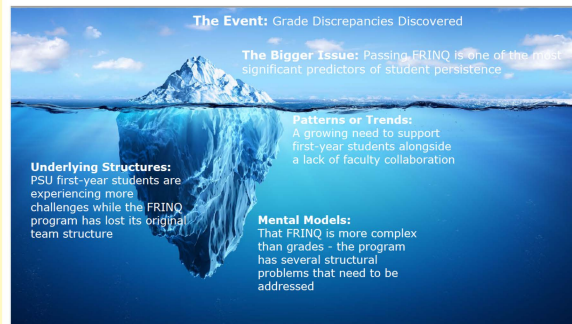 The Event: Grade Discrepancies Discovered
The Bigger Issue: Passing FRINQ is one of the most
significant predictors of student persistence
Patterns or Trends:
A growing need to support
first-year students alongside
a lack of faculty collaboration
Underlying Structures:
PSU first-year students are
experiencing more
challenges while the FRINQ
program has lost its original
team structure
Mental Models:
That FRINQ is more complex
than grades - the program
has several structural
problems that need to be
addressed